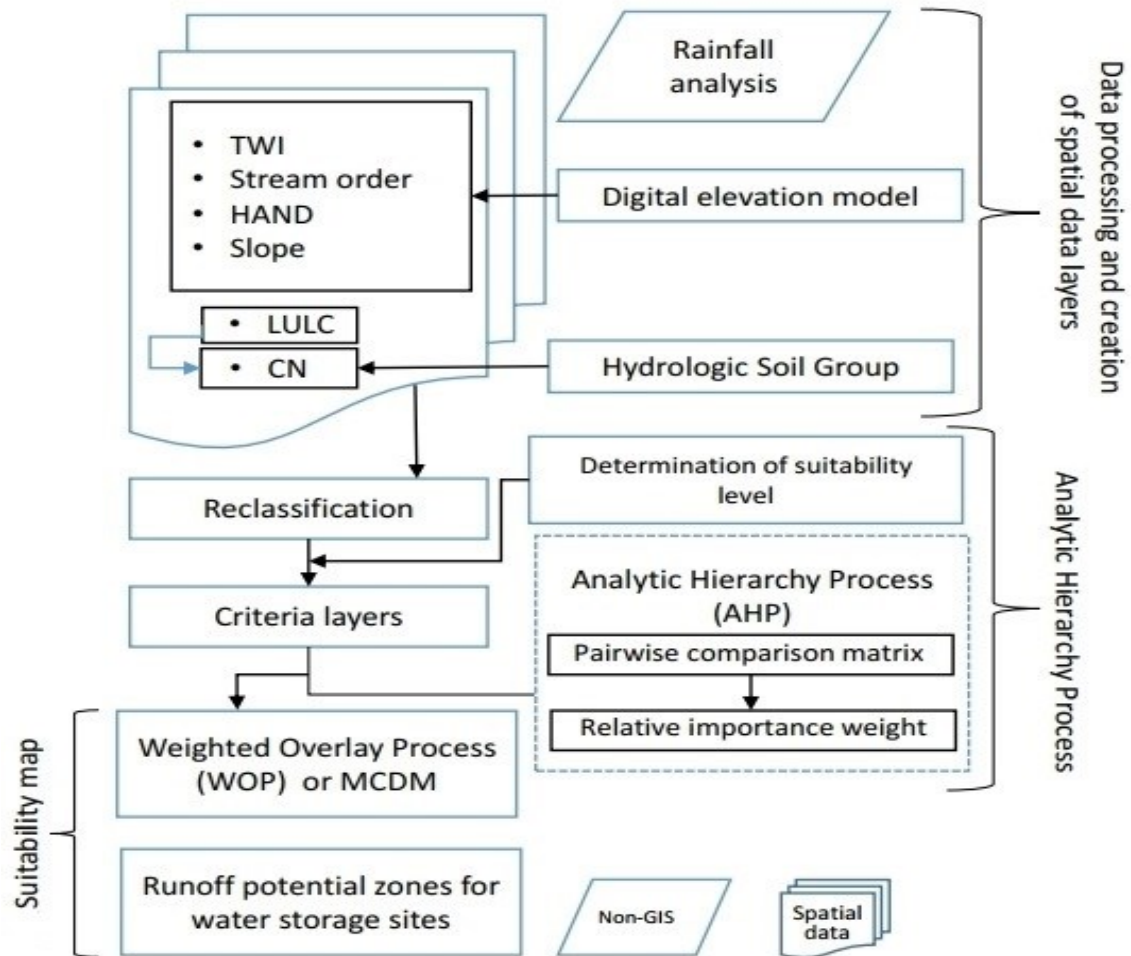 Rainfall
analysis
• TWI
• Stream order
• HAND
• Slope
Digital elevation model
• LULC
• CN
Hydrologic Soil Group
Data processing and creation
of spatial data layers
Determination of suitability
level
Reclassification
Analytic Hierarchy Process
(AHP)
Criteria layers
Pairwise comparison matrix
Relative importance weight
Analytic Hierarchy Process
Weighted Overlay Process
(WOP) or MCDM
Suitability map
Runoff potential zones for
water storage sites
Non-GIS
Spatial
data